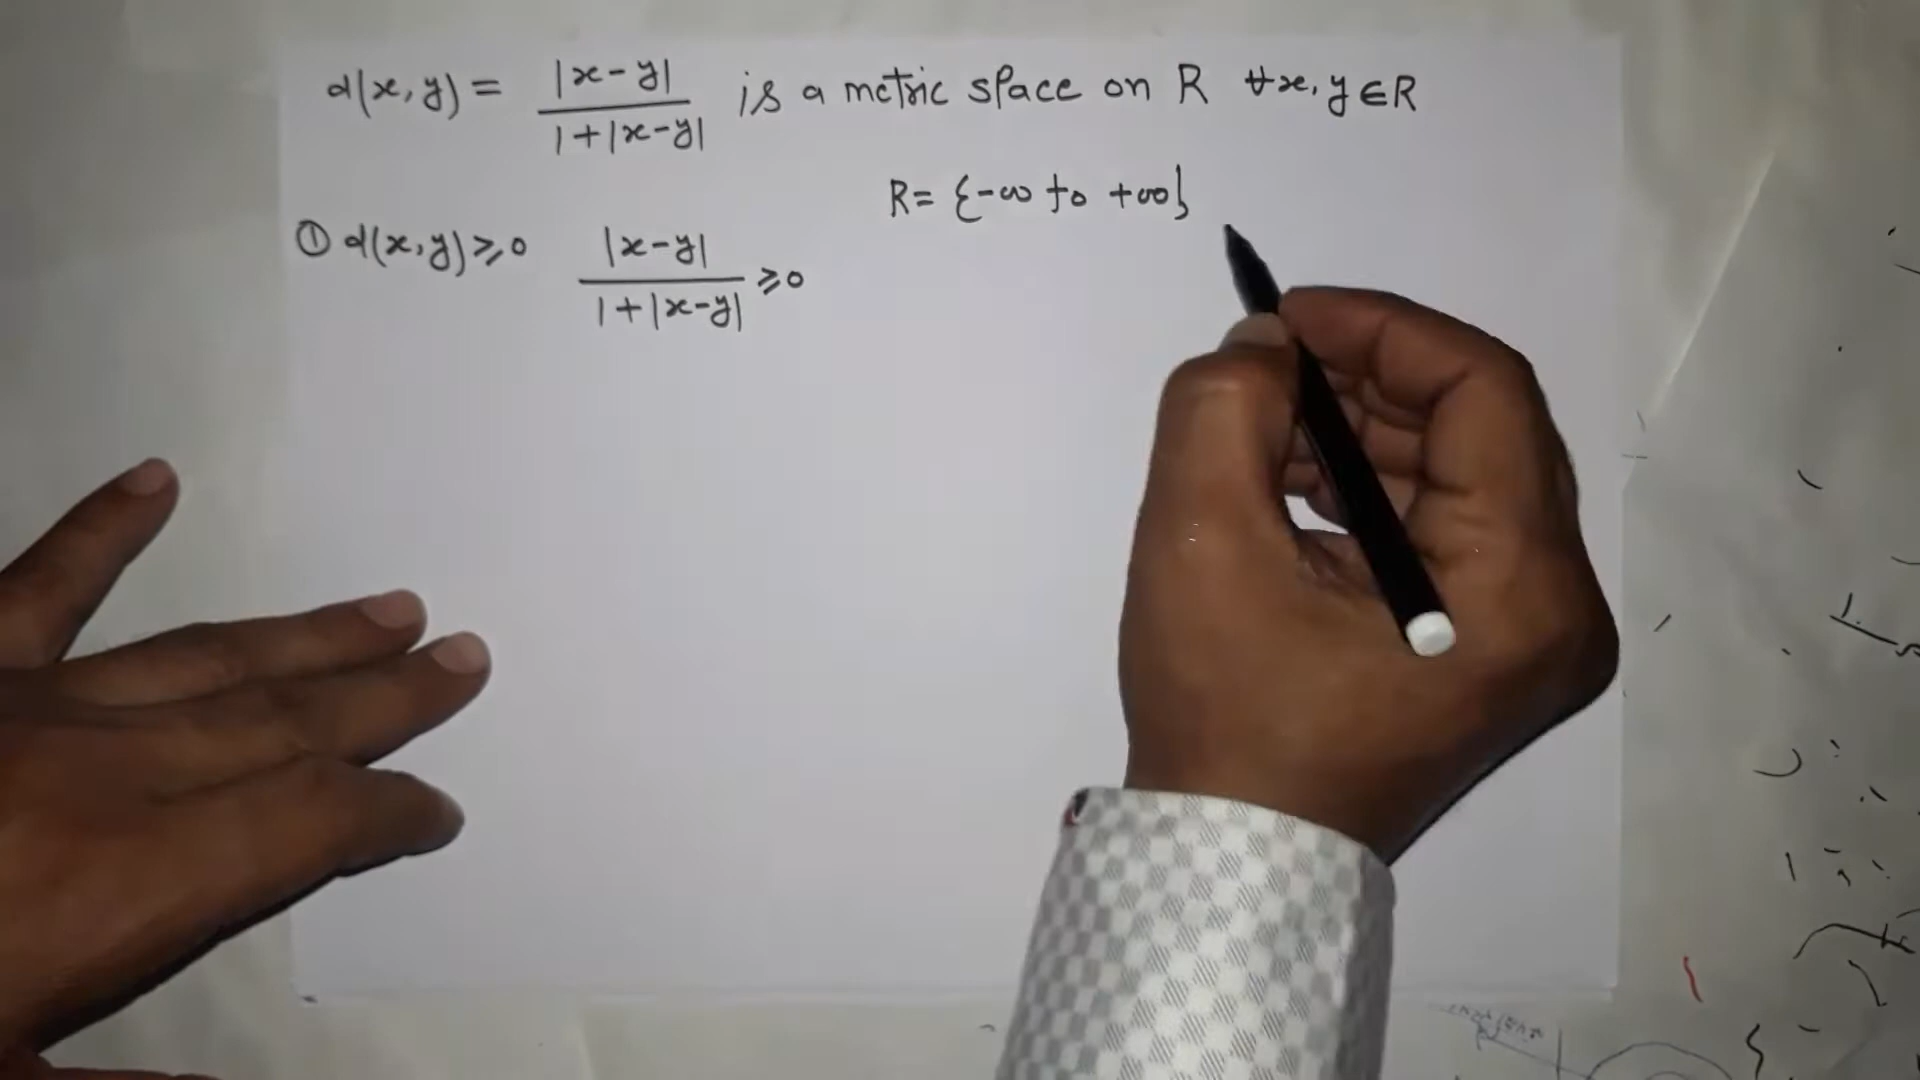 d(x,y) = |x-y| / 1+|x-y| is a metric space on R ∀x,y∈R
R= {-∞ to +∞}
① d(x,y)⩾0 |x-y| / 1+|x-y| ⩾0